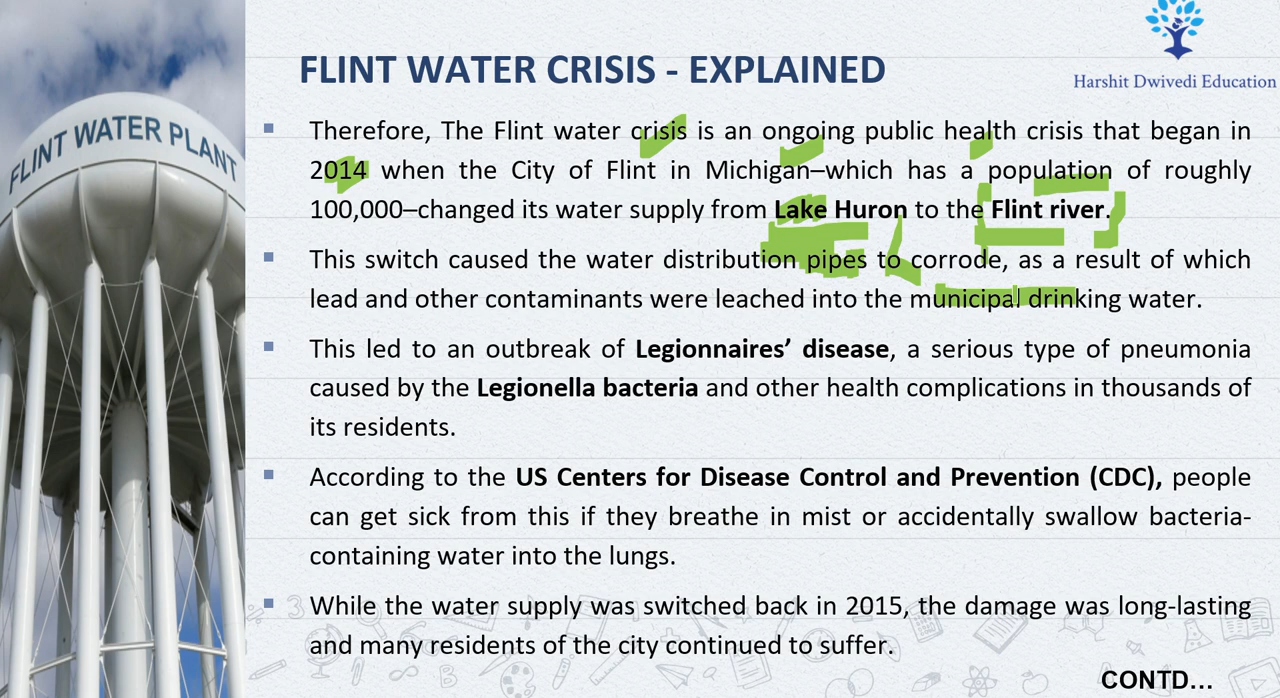 FLINT WATER PLANT
FLINT WATER CRISIS - EXPLAINED
Harshit Dwivedi Education
Therefore, The Flint water crisis is an ongoing public health crisis that began in
2014 when the City of Flint in Michigan–which has a population of roughly
100,000–changed its water supply from Lake Huron to the Flint river.
This switch caused the water distribution pipes to corrode, as a result of which
lead and other contaminants were leached into the municipal drinking water.
This led to an outbreak of Legionnaires’ disease, a serious type of pneumonia
caused by the Legionella bacteria and other health complications in thousands of
its residents.
According to the US Centers for Disease Control and Prevention (CDC), people
can get sick from this if they breathe in mist or accidentally swallow bacteria-
containing water into the lungs.
While the water supply was switched back in 2015, the damage was long-lasting
and many residents of the city continued to suffer.
CONTD...